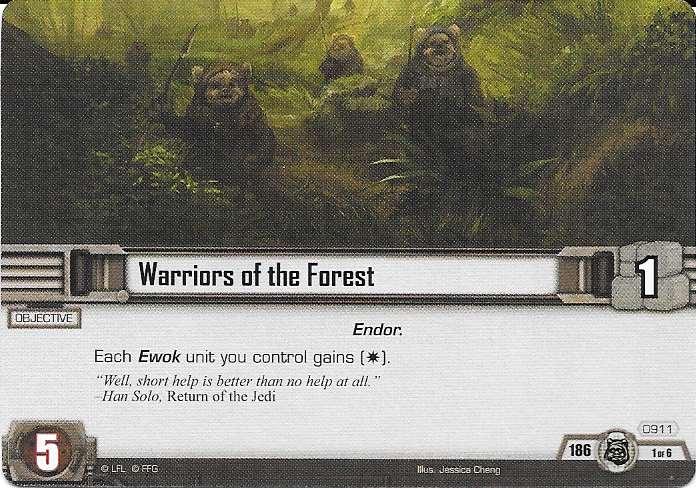 Warriors of the Forest
1
OBJECTIVE
Endor.
Each Ewok unit you control gains (✷).
“Well, short help is better than no help at all.”
–Han Solo, Return of the Jedi
5
© LFL © FFG
Illus. Jessica Cheng
0911
186
1 OF 6